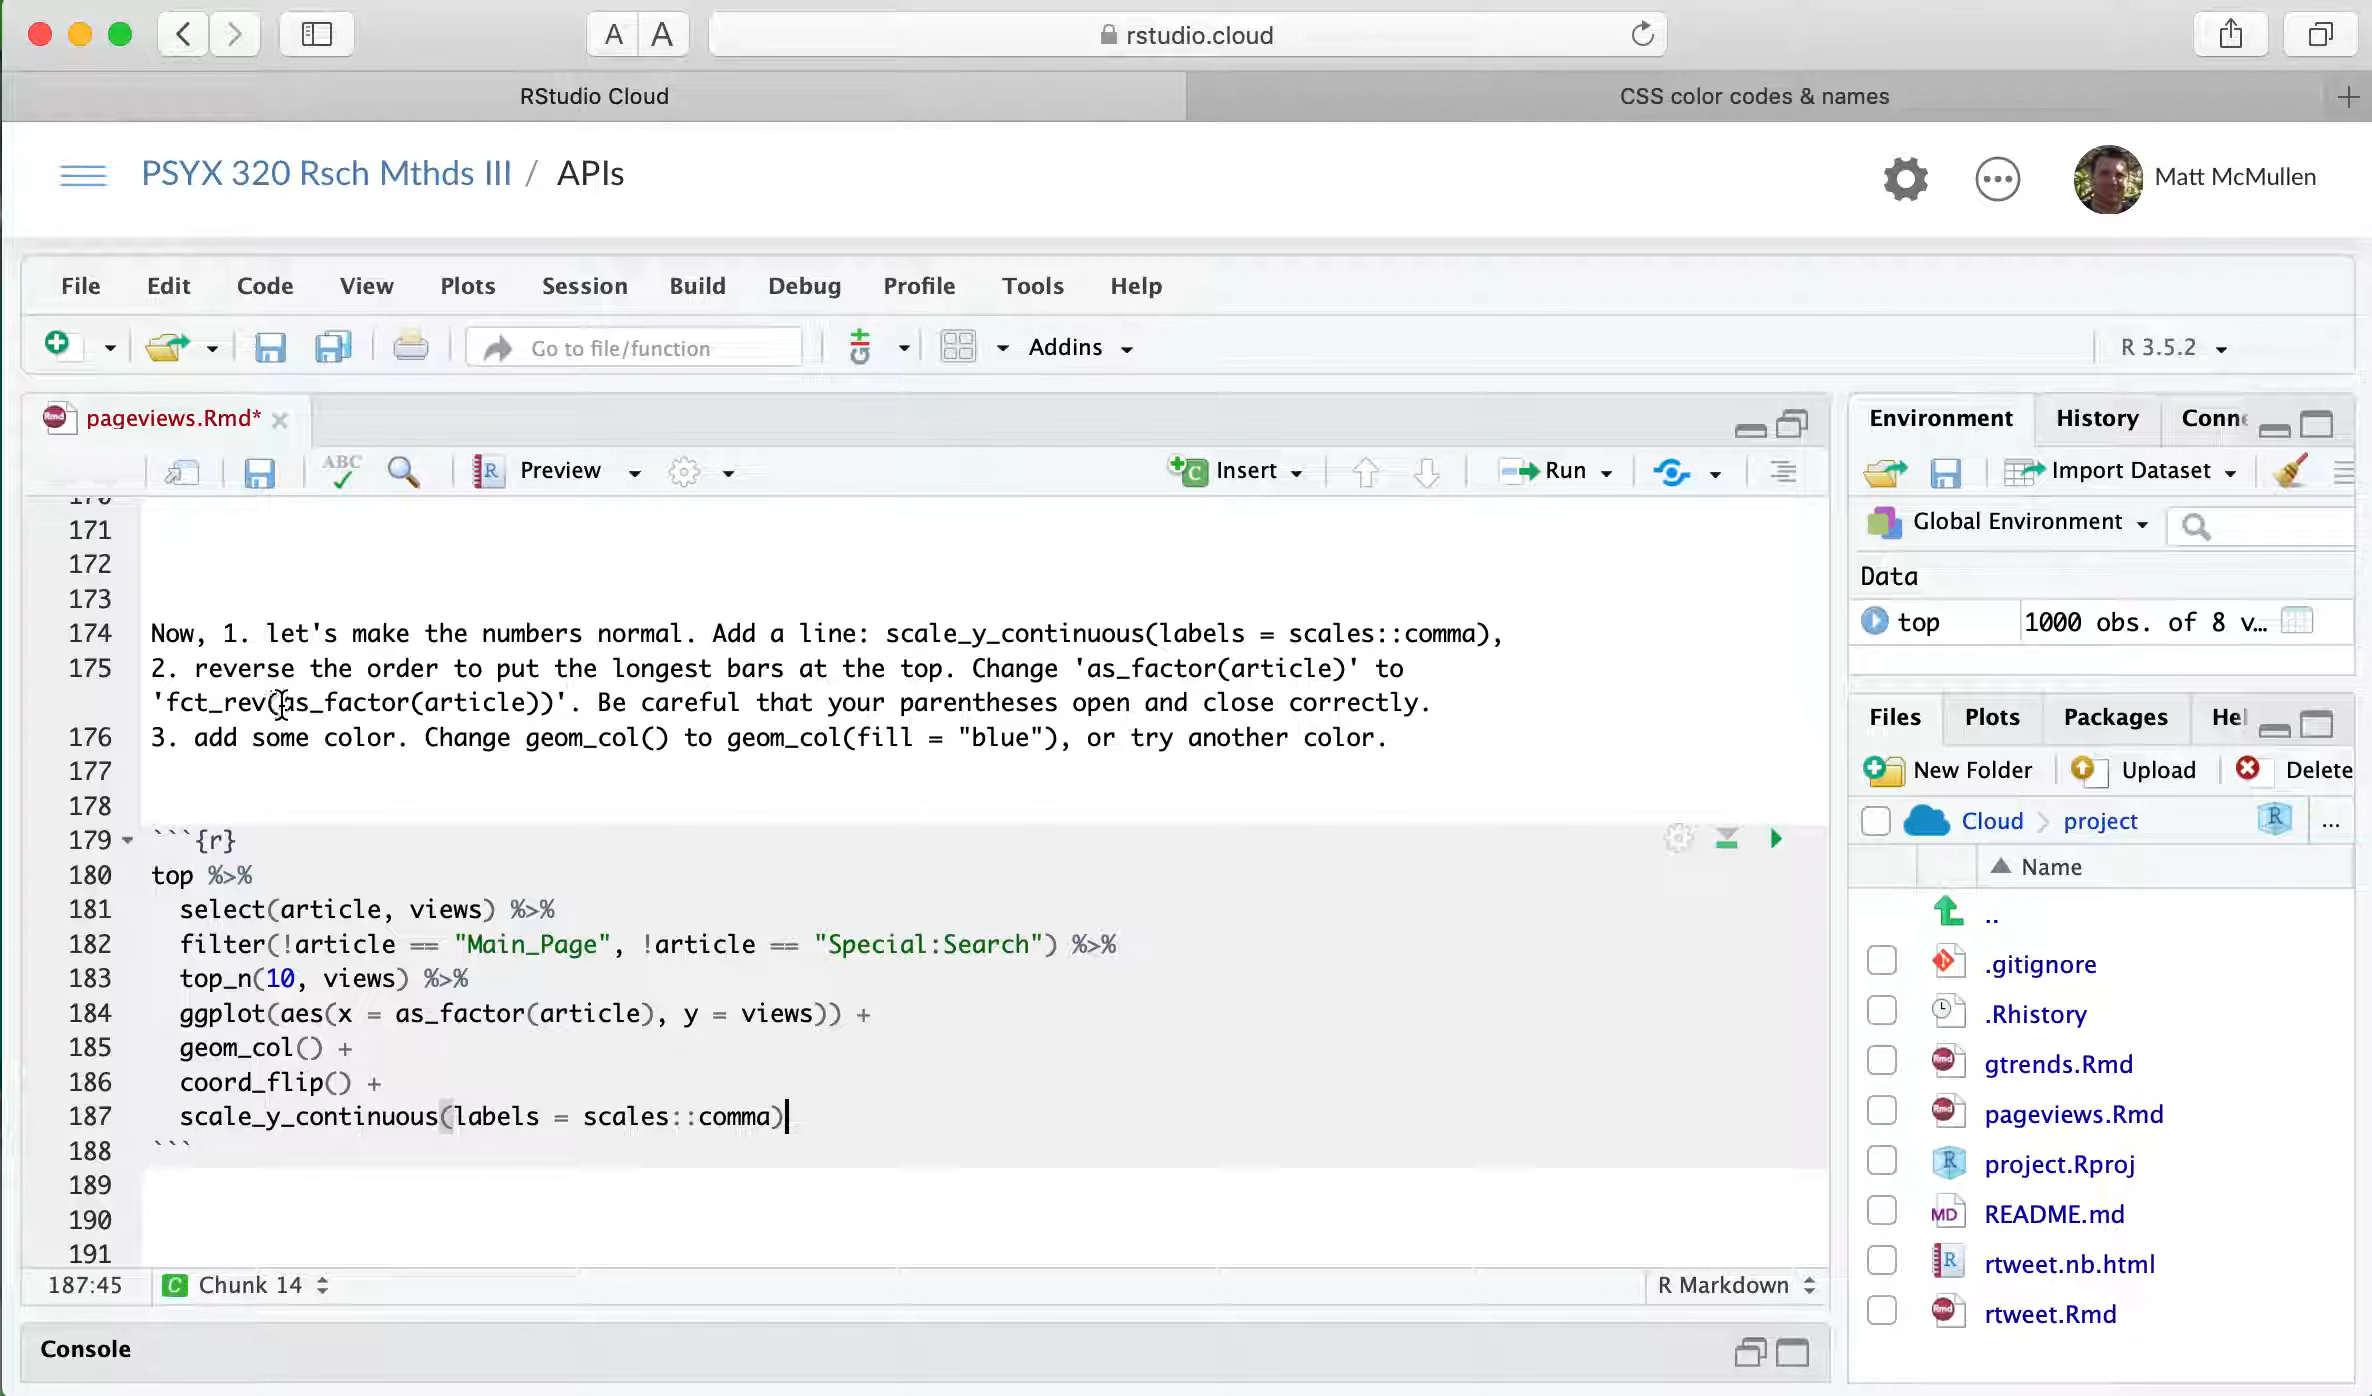 A A
rstudio.cloud
RStudio Cloud
CSS color codes & names
PSYX 320 Rsch Mthds III / APIs
Matt McMullen
File Edit Code View Plots Session Build Debug Profile Tools Help
Go to file/function
Addins
R 3.5.2
pageviews.Rmd*
ABC
Preview
Insert
Run
170
171
172
173
174 Now, 1. let's make the numbers normal. Add a line: scale_y_continuous(labels = scales::comma),
175 2. reverse the order to put the longest bars at the top. Change 'as_factor(article)' to
'fct_rev(as_factor(article))'. Be careful that your parentheses open and close correctly.
176 3. add some color. Change geom_col() to geom_col(fill = "blue"), or try another color.
177
178
179 ```{r}
180 top %>%
181 select(article, views) %>%
182 filter(!article == "Main_Page", !article == "Special:Search") %>%
183 top_n(10, views) %>%
184 ggplot(aes(x = as_factor(article), y = views)) +
185 geom_col() +
186 coord_flip() +
187 scale_y_continuous(labels = scales::comma)
188 ```
189
190
191
187:45
C Chunk 14
R Markdown
Console
Environment History Conne
Import Dataset
Global Environment
Data
top 1000 obs. of 8 v…
Files Plots Packages Hel
New Folder Upload Delete
Cloud project
R ...
Name
..
.gitignore
.Rhistory
gtrends.Rmd
pageviews.Rmd
project.Rproj
README.md
rtweet.nb.html
rtweet.Rmd